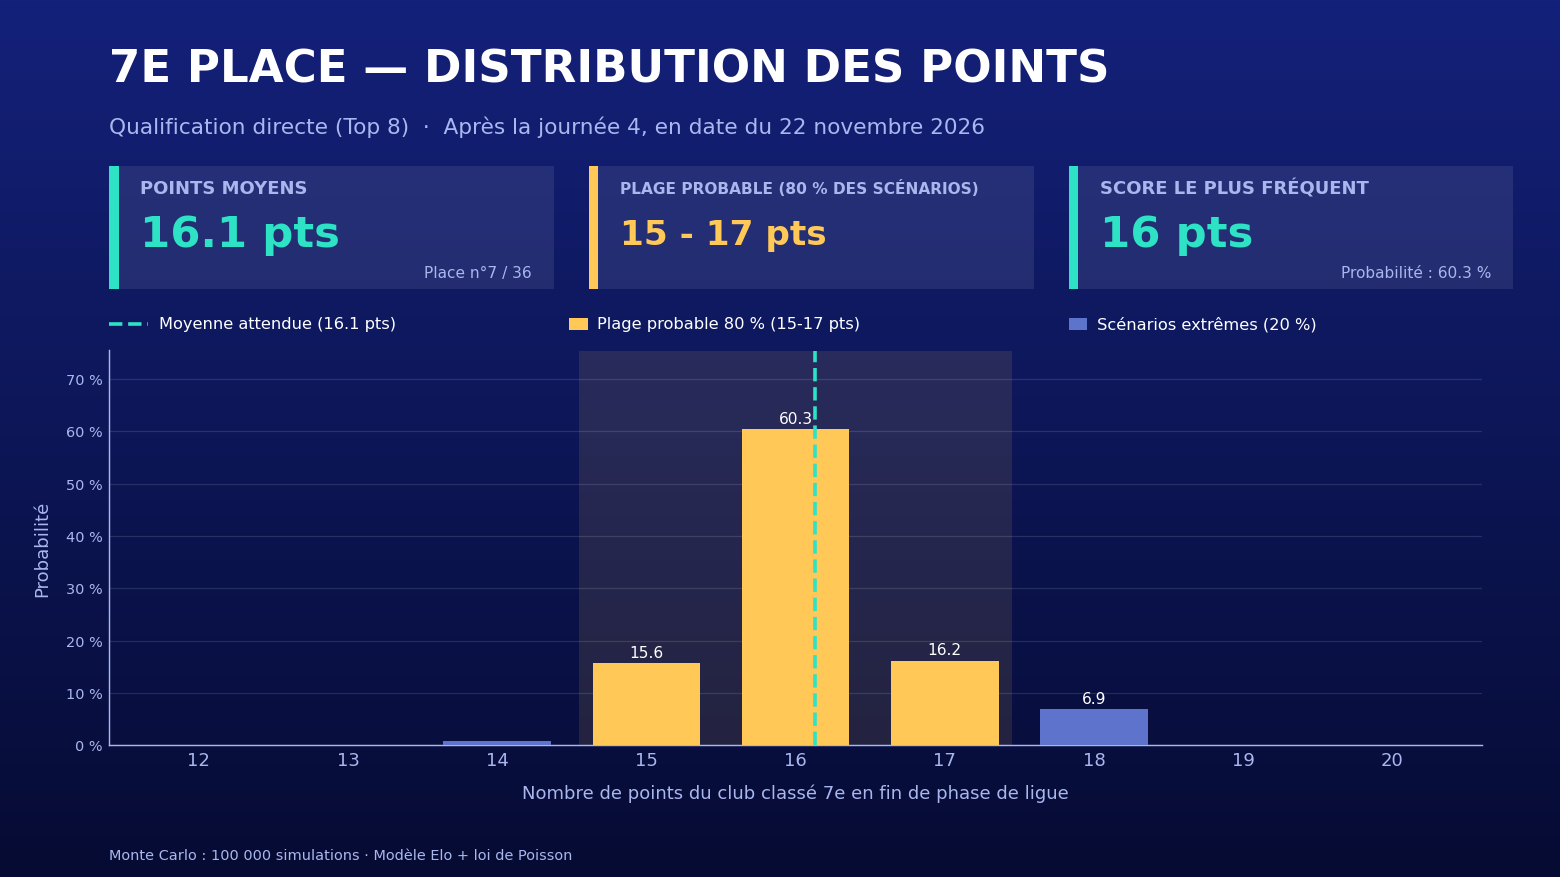 7E PLACE — DISTRIBUTION DES POINTS
Qualification directe (Top 8) · Après la journée 4, en date du 22 novembre 2026
POINTS MOYENS
16.1 pts
Place n°7 / 36
PLAGE PROBABLE (80 % DES SCÉNARIOS)
15 - 17 pts
SCORE LE PLUS FRÉQUENT
16 pts
Probabilité : 60.3 %
Moyenne attendue (16.1 pts)
Plage probable 80 % (15-17 pts)
Scénarios extrêmes (20 %)
Probabilité
70 %
60 %
50 %
40 %
30 %
20 %
10 %
0 %
15.6
60.3
16.2
6.9
12 13 14 15 16 17 18 19 20
Nombre de points du club classé 7e en fin de phase de ligue
Monte Carlo : 100 000 simulations · Modèle Elo + loi de Poisson